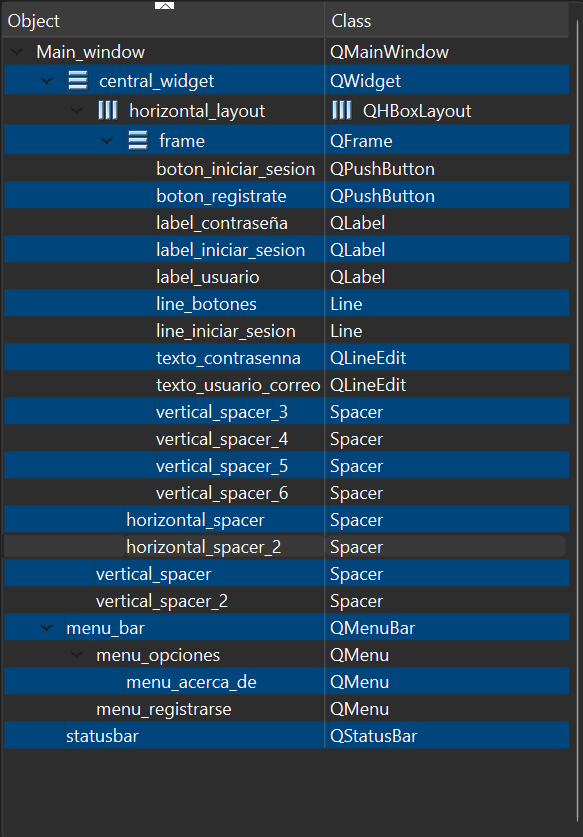 Object Class
Main_window QMainWindow
central_widget QWidget
horizontal_layout QHBoxLayout
frame QFrame
boton_iniciar_sesion QPushButton
boton_registrate QPushButton
label_contraseña QLabel
label_iniciar_sesion QLabel
label_usuario QLabel
line_botones Line
line_iniciar_sesion Line
texto_contrasenna QLineEdit
texto_usuario_correo QLineEdit
vertical_spacer_3 Spacer
vertical_spacer_4 Spacer
vertical_spacer_5 Spacer
vertical_spacer_6 Spacer
horizontal_spacer Spacer
horizontal_spacer_2 Spacer
vertical_spacer Spacer
vertical_spacer_2 Spacer
menu_bar QMenuBar
menu_opciones QMenu
menu_acerca_de QMenu
menu_registrarse QMenu
statusbar QStatusBar